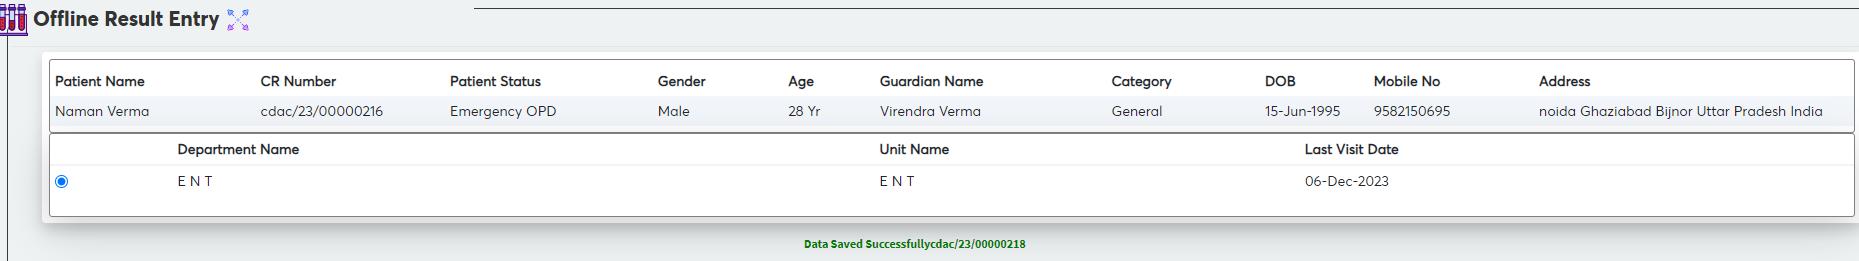 Offline Result Entry
Patient Name CR Number Patient Status Gender Age Guardian Name Category DOB Mobile No Address
Naman Verma cdac/23/00000216 Emergency OPD Male 28 Yr Virendra Verma General 15-Jun-1995 9582150695 noida Ghaziabad Bijnor Uttar Pradesh India
Department Name Unit Name Last Visit Date
E N T E N T 06-Dec-2023
Data Saved Successfullycdac/23/00000218